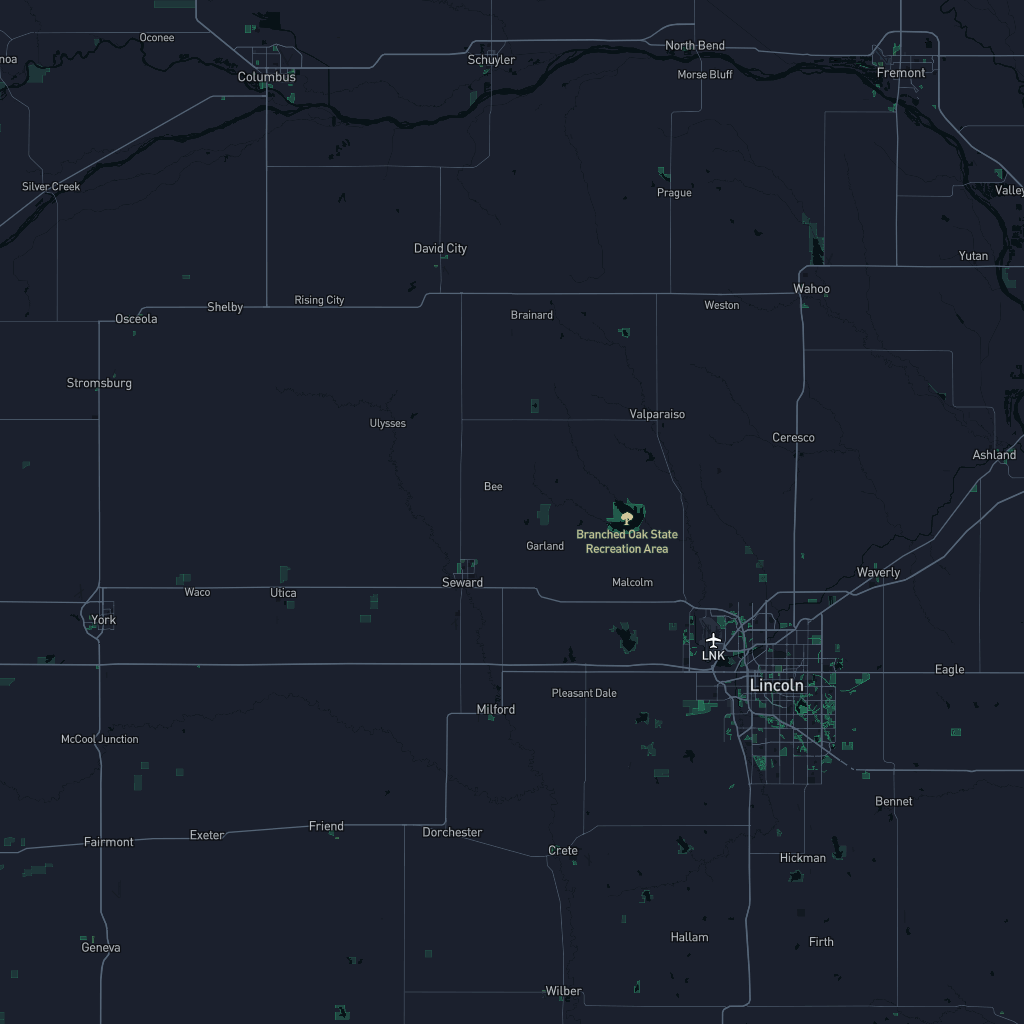 Oconee
North Bend
noa
Schuyler
Columbus
Morse Bluff
Fremont
Silver Creek
Prague
Valley
David City
Yutan
Wahoo
Rising City
Shelby
Weston
Osceola
Brainard
Stromsburg
Valparaiso
Ulysses
Ceresco
Ashland
Bee
Branched Oak State
Recreation Area
Garland
Waverly
Seward
Malcolm
Waco
Utica
York
LNK
Eagle
Lincoln
Pleasant Dale
Milford
McCool Junction
Bennet
Friend
Dorchester
Exeter
Fairmont
Crete
Hickman
Hallam
Firth
Geneva
Wilber